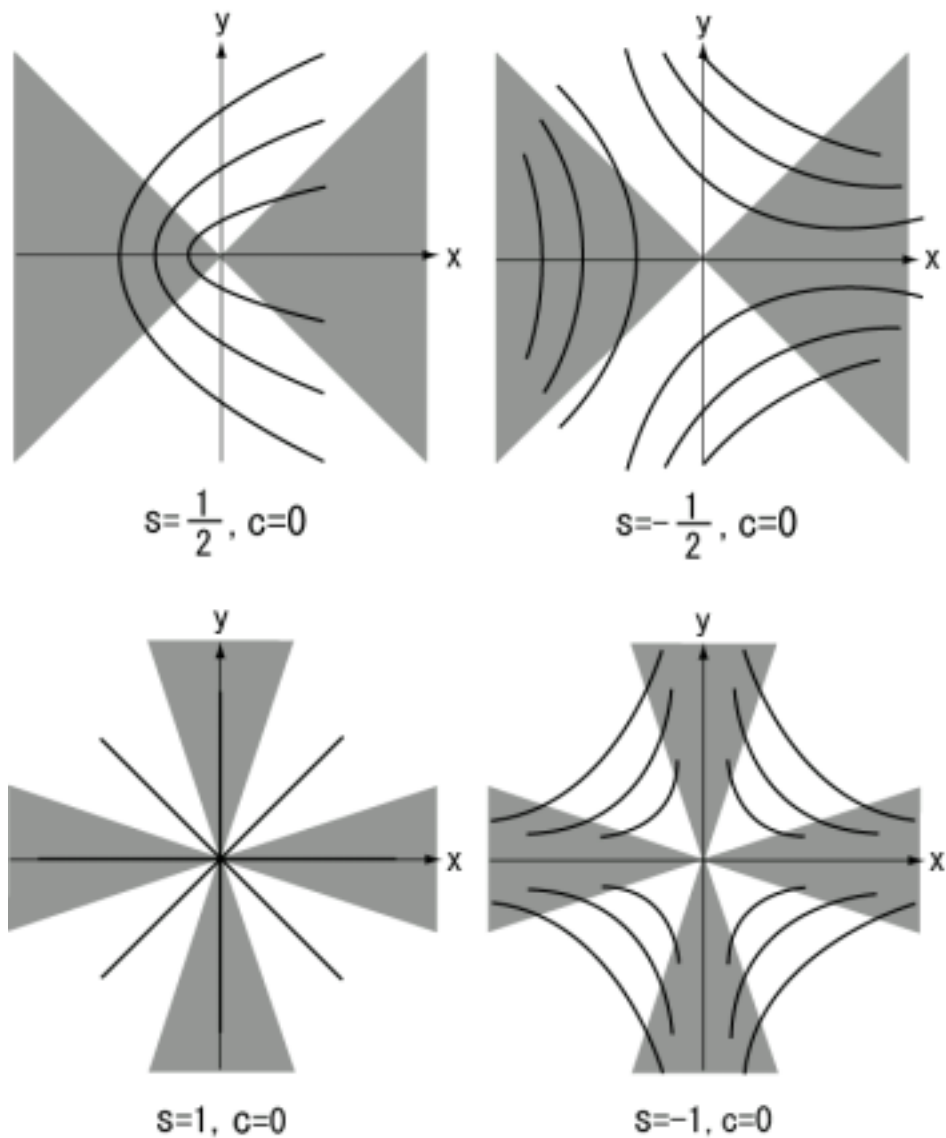 y
y
x
x
s=1/2, c=0
s=-1/2, c=0
y
y
x
x
s=1, c=0
s=-1, c=0